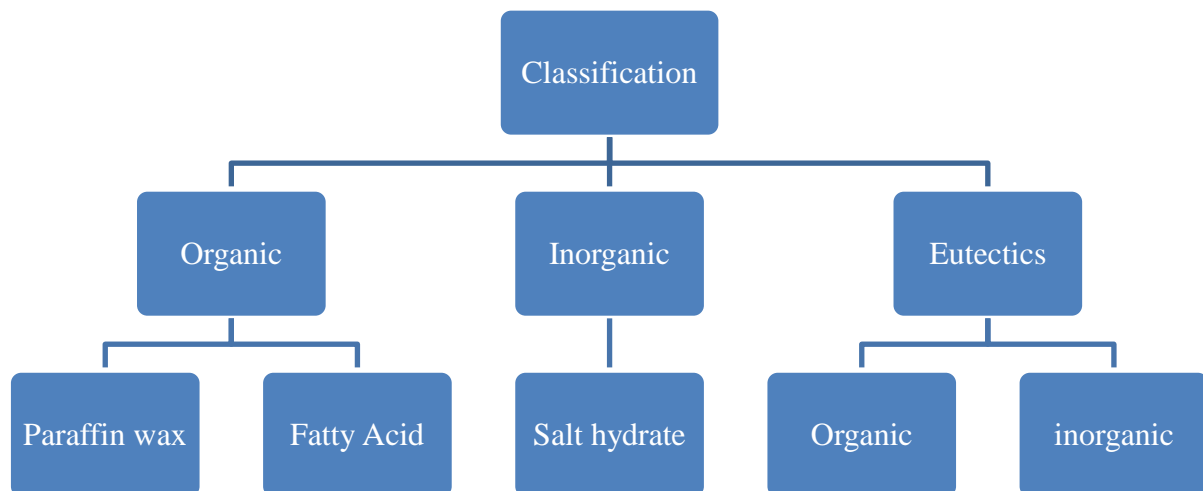 Classification
Organic
Inorganic
Eutectics
Paraffin wax
Fatty Acid
Salt hydrate
Organic
inorganic